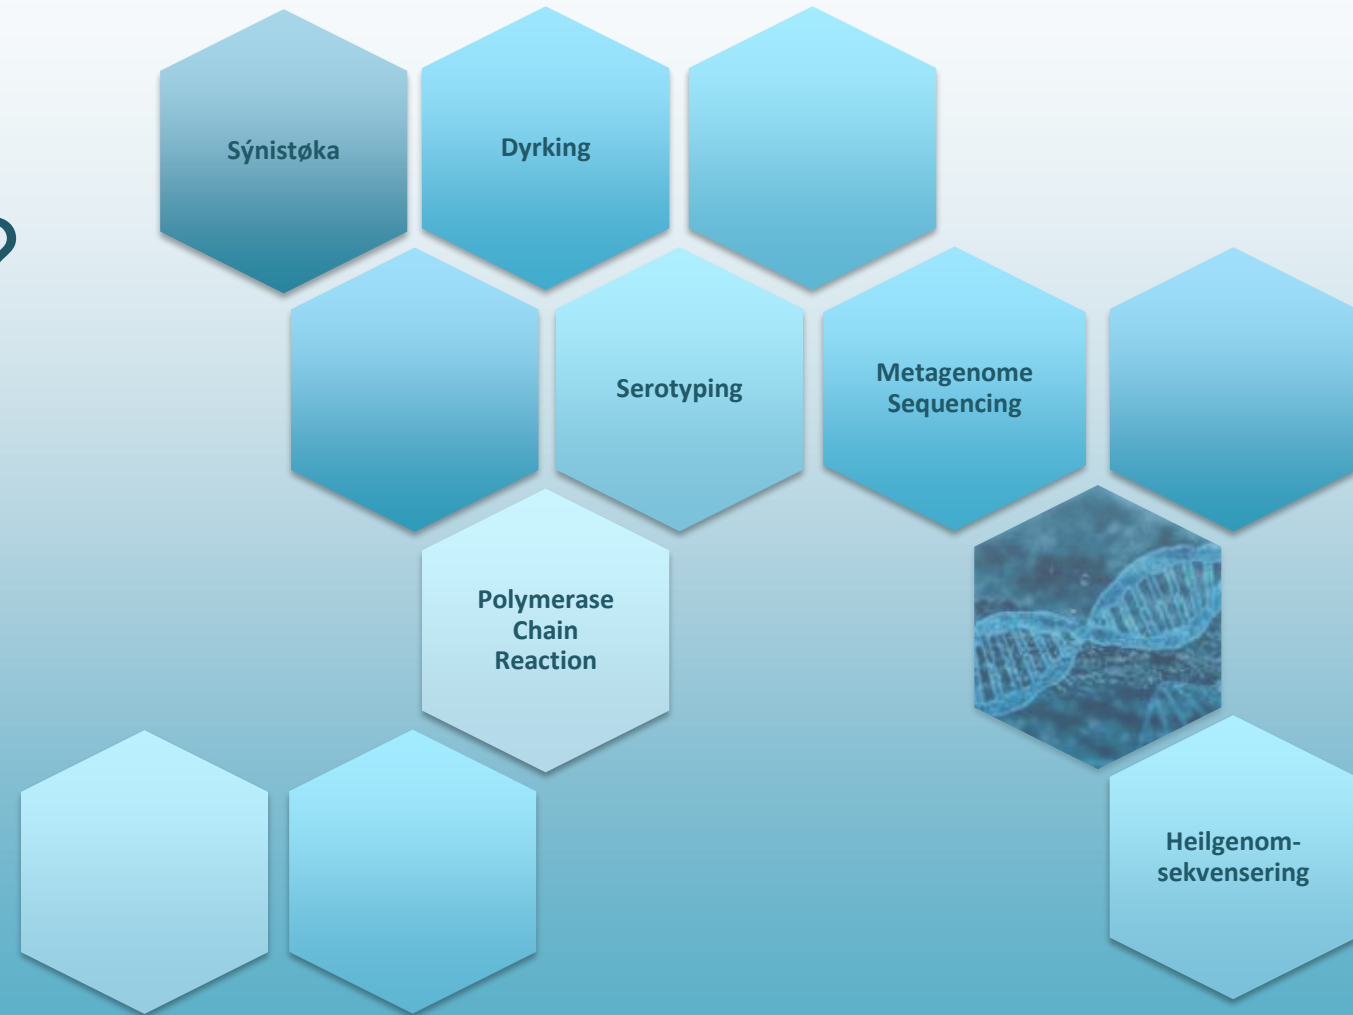 Sýnistøka
Dyrking
?
Serotyping
Metagenome
Sequencing
Polymerase
Chain
Reaction
Heilgenom-
sekvensering